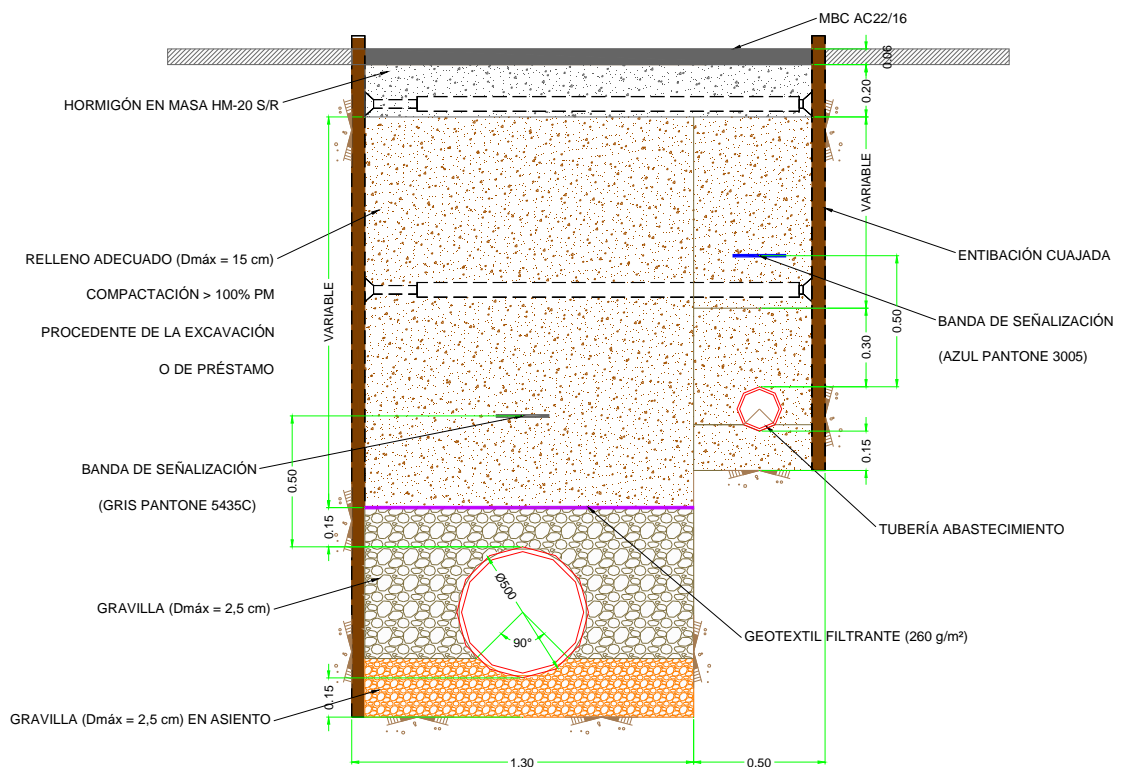 MBC AC22/16
0.06
HORMIGÓN EN MASA HM-20 S/R
0.20
VARIABLE
VARIABLE
RELLENO ADECUADO (Dmáx = 15 cm)
COMPACTACIÓN > 100% PM
PROCEDENTE DE LA EXCAVACIÓN
O DE PRÉSTAMO
ENTIBACIÓN CUAJADA
BANDA DE SEÑALIZACIÓN
(AZUL PANTONE 3005)
0.50
0.30
0.15
BANDA DE SEÑALIZACIÓN
(GRIS PANTONE 5435C)
0.50
0.15
TUBERÍA ABASTECIMIENTO
Ø500
90°
GRAVILLA (Dmáx = 2,5 cm)
GEOTEXTIL FILTRANTE (260 g/m²)
0.15
GRAVILLA (Dmáx = 2,5 cm) EN ASIENTO
1.30
0.50